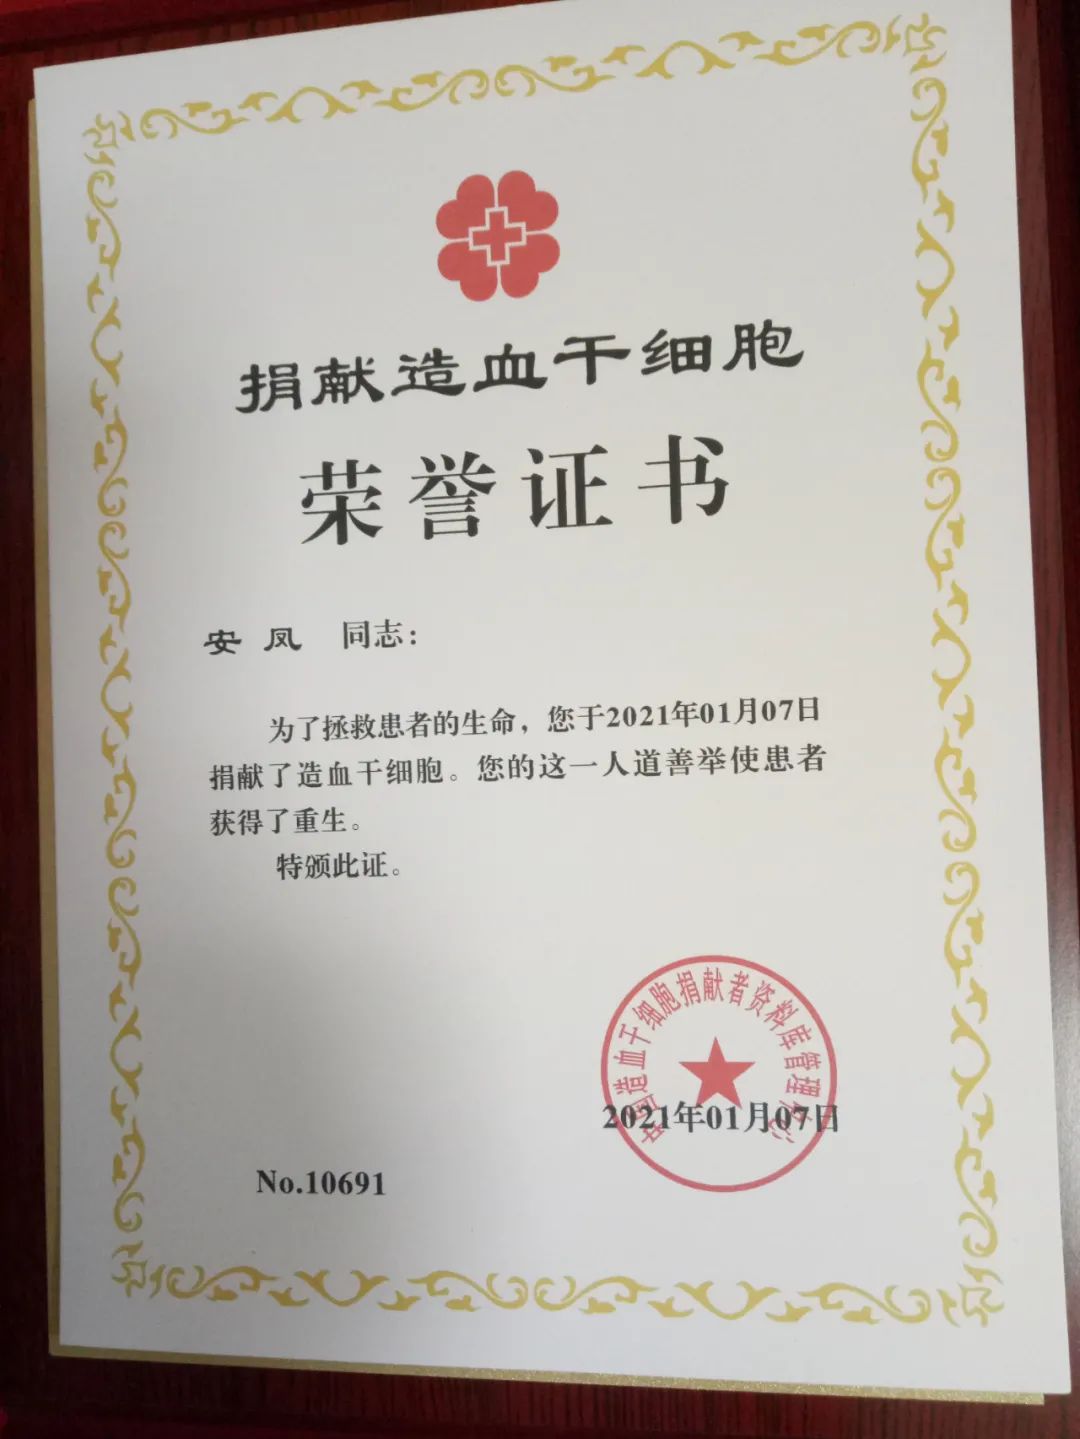 捐献造血干细胞
荣誉证书
安凤 同志：
为了拯救患者的生命，您于2021年01月07日
捐献了造血干细胞。您的这一人道善举使患者
获得了重生。
特颁此证。
中国造血干细胞捐献者资料库管理中心
2021年01月07日
No.10691